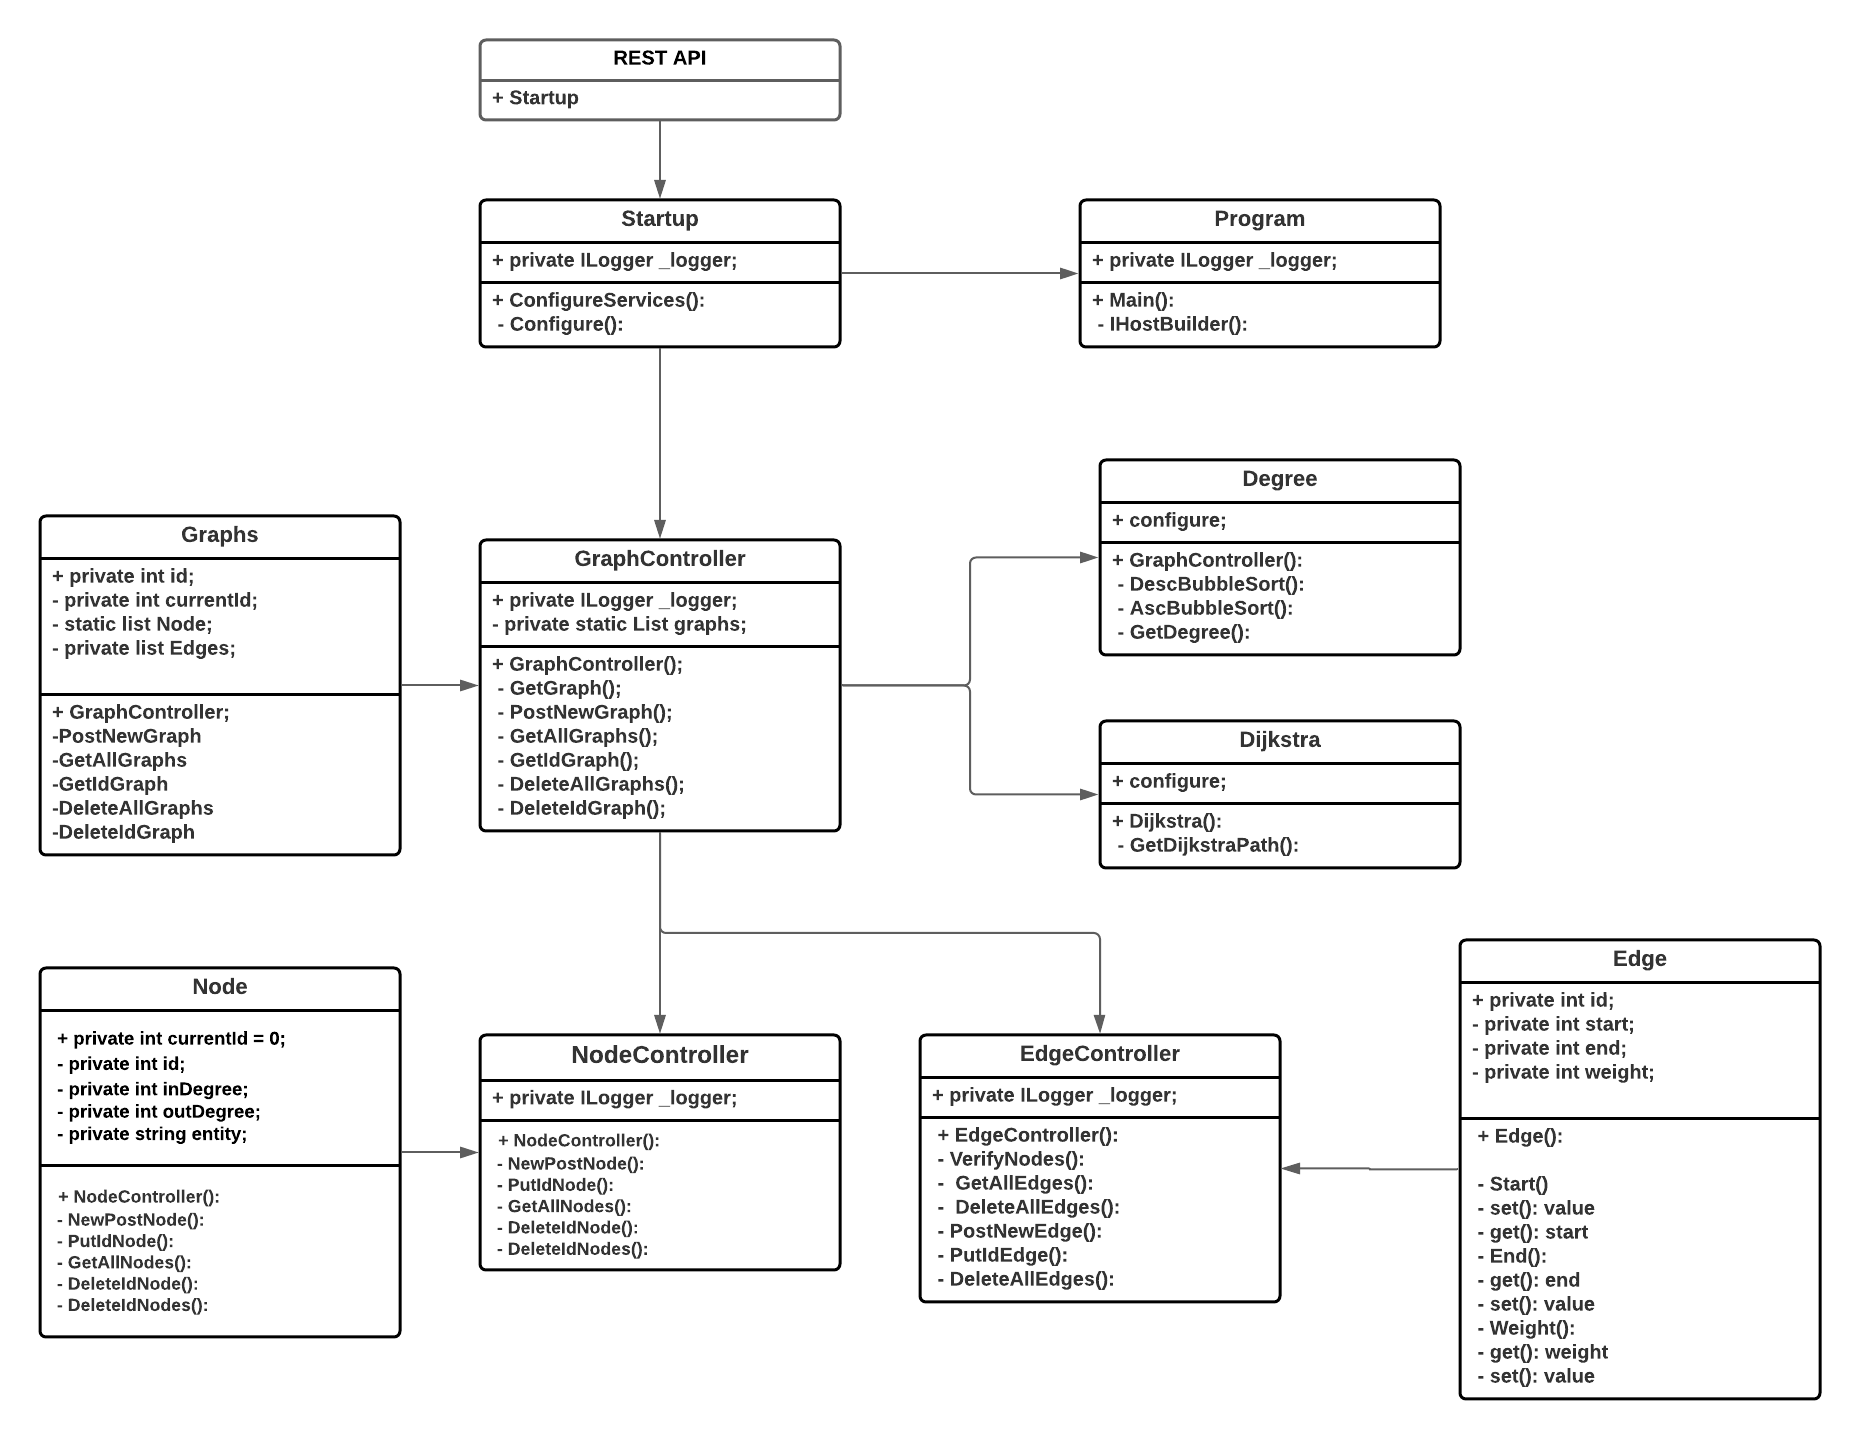 REST API
+ Startup
Startup
+ private ILogger _logger;
+ ConfigureServices():
- Configure():
Program
+ private ILogger _logger;
+ Main():
- IHostBuilder():
Degree
+ configure;
+ GraphController():
- DescBubbleSort():
- AscBubbleSort():
- GetDegree():
Graphs
+ private int id;
- private int currentId;
- static list Node;
- private list Edges;
+ GraphController;
-PostNewGraph
-GetAllGraphs
-GetIdGraph
-DeleteAllGraphs
-DeleteIdGraph
GraphController
+ private ILogger _logger;
- private static List graphs;
+ GraphController();
- GetGraph();
- PostNewGraph();
- GetAllGraphs();
- GetIdGraph();
- DeleteAllGraphs();
- DeleteIdGraph();
Dijkstra
+ configure;
+ Dijkstra():
- GetDijkstraPath():
Node
+ private int currentId = 0;
- private int id;
- private int inDegree;
- private int outDegree;
- private string entity;
+ NodeController():
- NewPostNode():
- PutIdNode():
- GetAllNodes():
- DeleteIdNode():
- DeleteIdNodes():
NodeController
+ private ILogger _logger;
+ NodeController():
- NewPostNode():
- PutIdNode():
- GetAllNodes():
- DeleteIdNode():
- DeleteIdNodes():
EdgeController
+ private ILogger _logger;
+ EdgeController():
- VerifyNodes():
- GetAllEdges():
- DeleteAllEdges():
- PostNewEdge():
- PutIdEdge():
- DeleteAllEdges():
Edge
+ private int id;
- private int start;
- private int end;
- private int weight;
+ Edge():
- Start()
- set(): value
- get(): start
- End():
- get(): end
- set(): value
- Weight():
- get(): weight
- set(): value